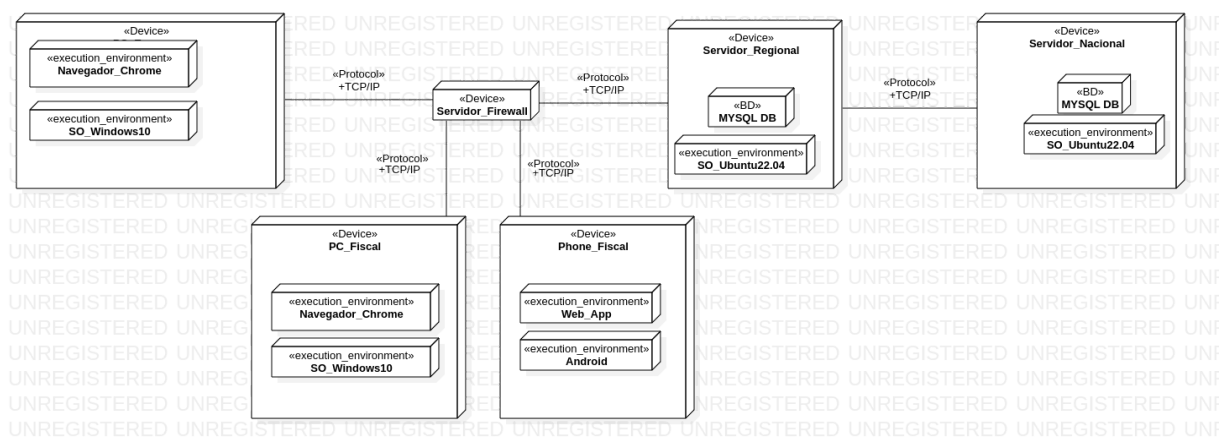 «Device»
«execution_environment»
Navegador_Chrome
«execution_environment»
SO_Windows10
«Protocol»
+TCP/IP
«Device»
Servidor_Firewall
«Protocol»
+TCP/IP
«Device»
Servidor_Regional
«BD»
MYSQL DB
«execution_environment»
SO_Ubuntu22.04
«Protocol»
+TCP/IP
«Device»
Servidor_Nacional
«BD»
MYSQL DB
«execution_environment»
SO_Ubuntu22.04
«Protocol»
+TCP/IP
«Protocol»
+TCP/IP
«Device»
PC_Fiscal
«execution_environment»
Navegador_Chrome
«execution_environment»
SO_Windows10
«Device»
Phone_Fiscal
«execution_environment»
Web_App
«execution_environment»
Android
UNREGISTERED